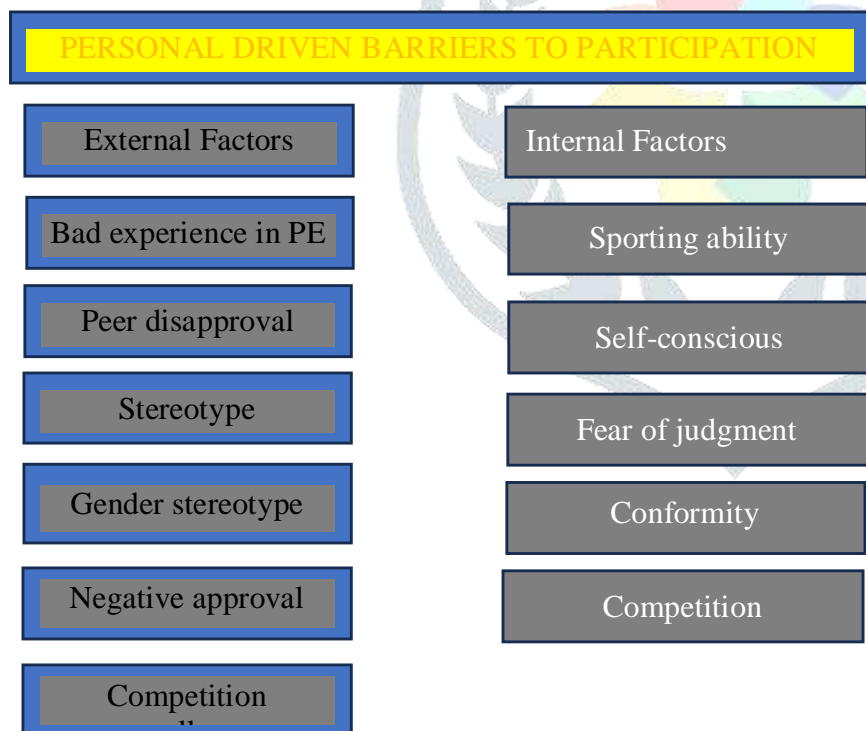 PERSONAL DRIVEN BARRIERS TO PARTICIPATION
External Factors
Bad experience in PE
Peer disapproval
Stereotype
Gender stereotype
Negative approval
Competition
Internal Factors
Sporting ability
Self-conscious
Fear of judgment
Conformity
Competition